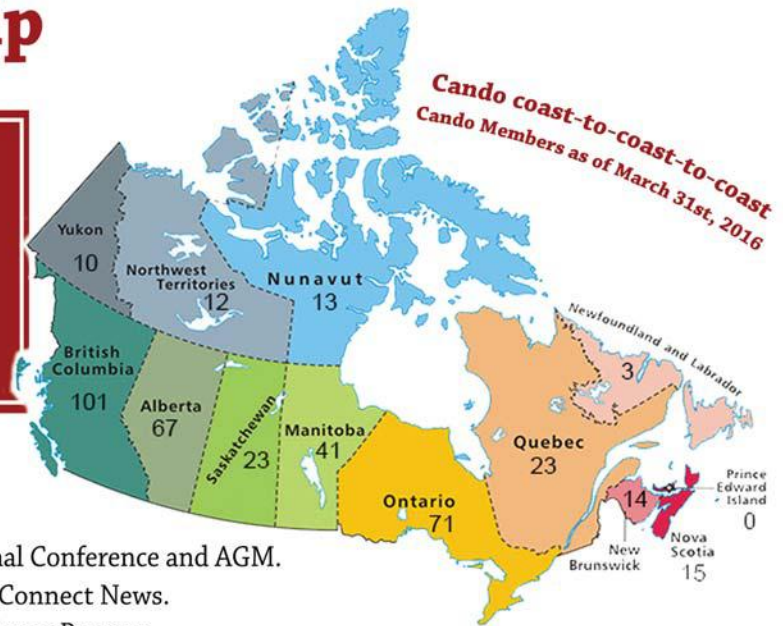 Cando coast-to-coast-to-coast
Cando Members as of March 31st, 2016
Yukon
10
Northwest
Territories
12
Nunavut
13
British
Columbia
101
Alberta
67
Saskatchewan
23
Manitoba
41
Ontario
71
Quebec
23
Newfoundland and Labrador
3
Prince
Edward
Island
0
14
New
Brunswick
Nova
Scotia
15
Conference and AGM.
Connect News.